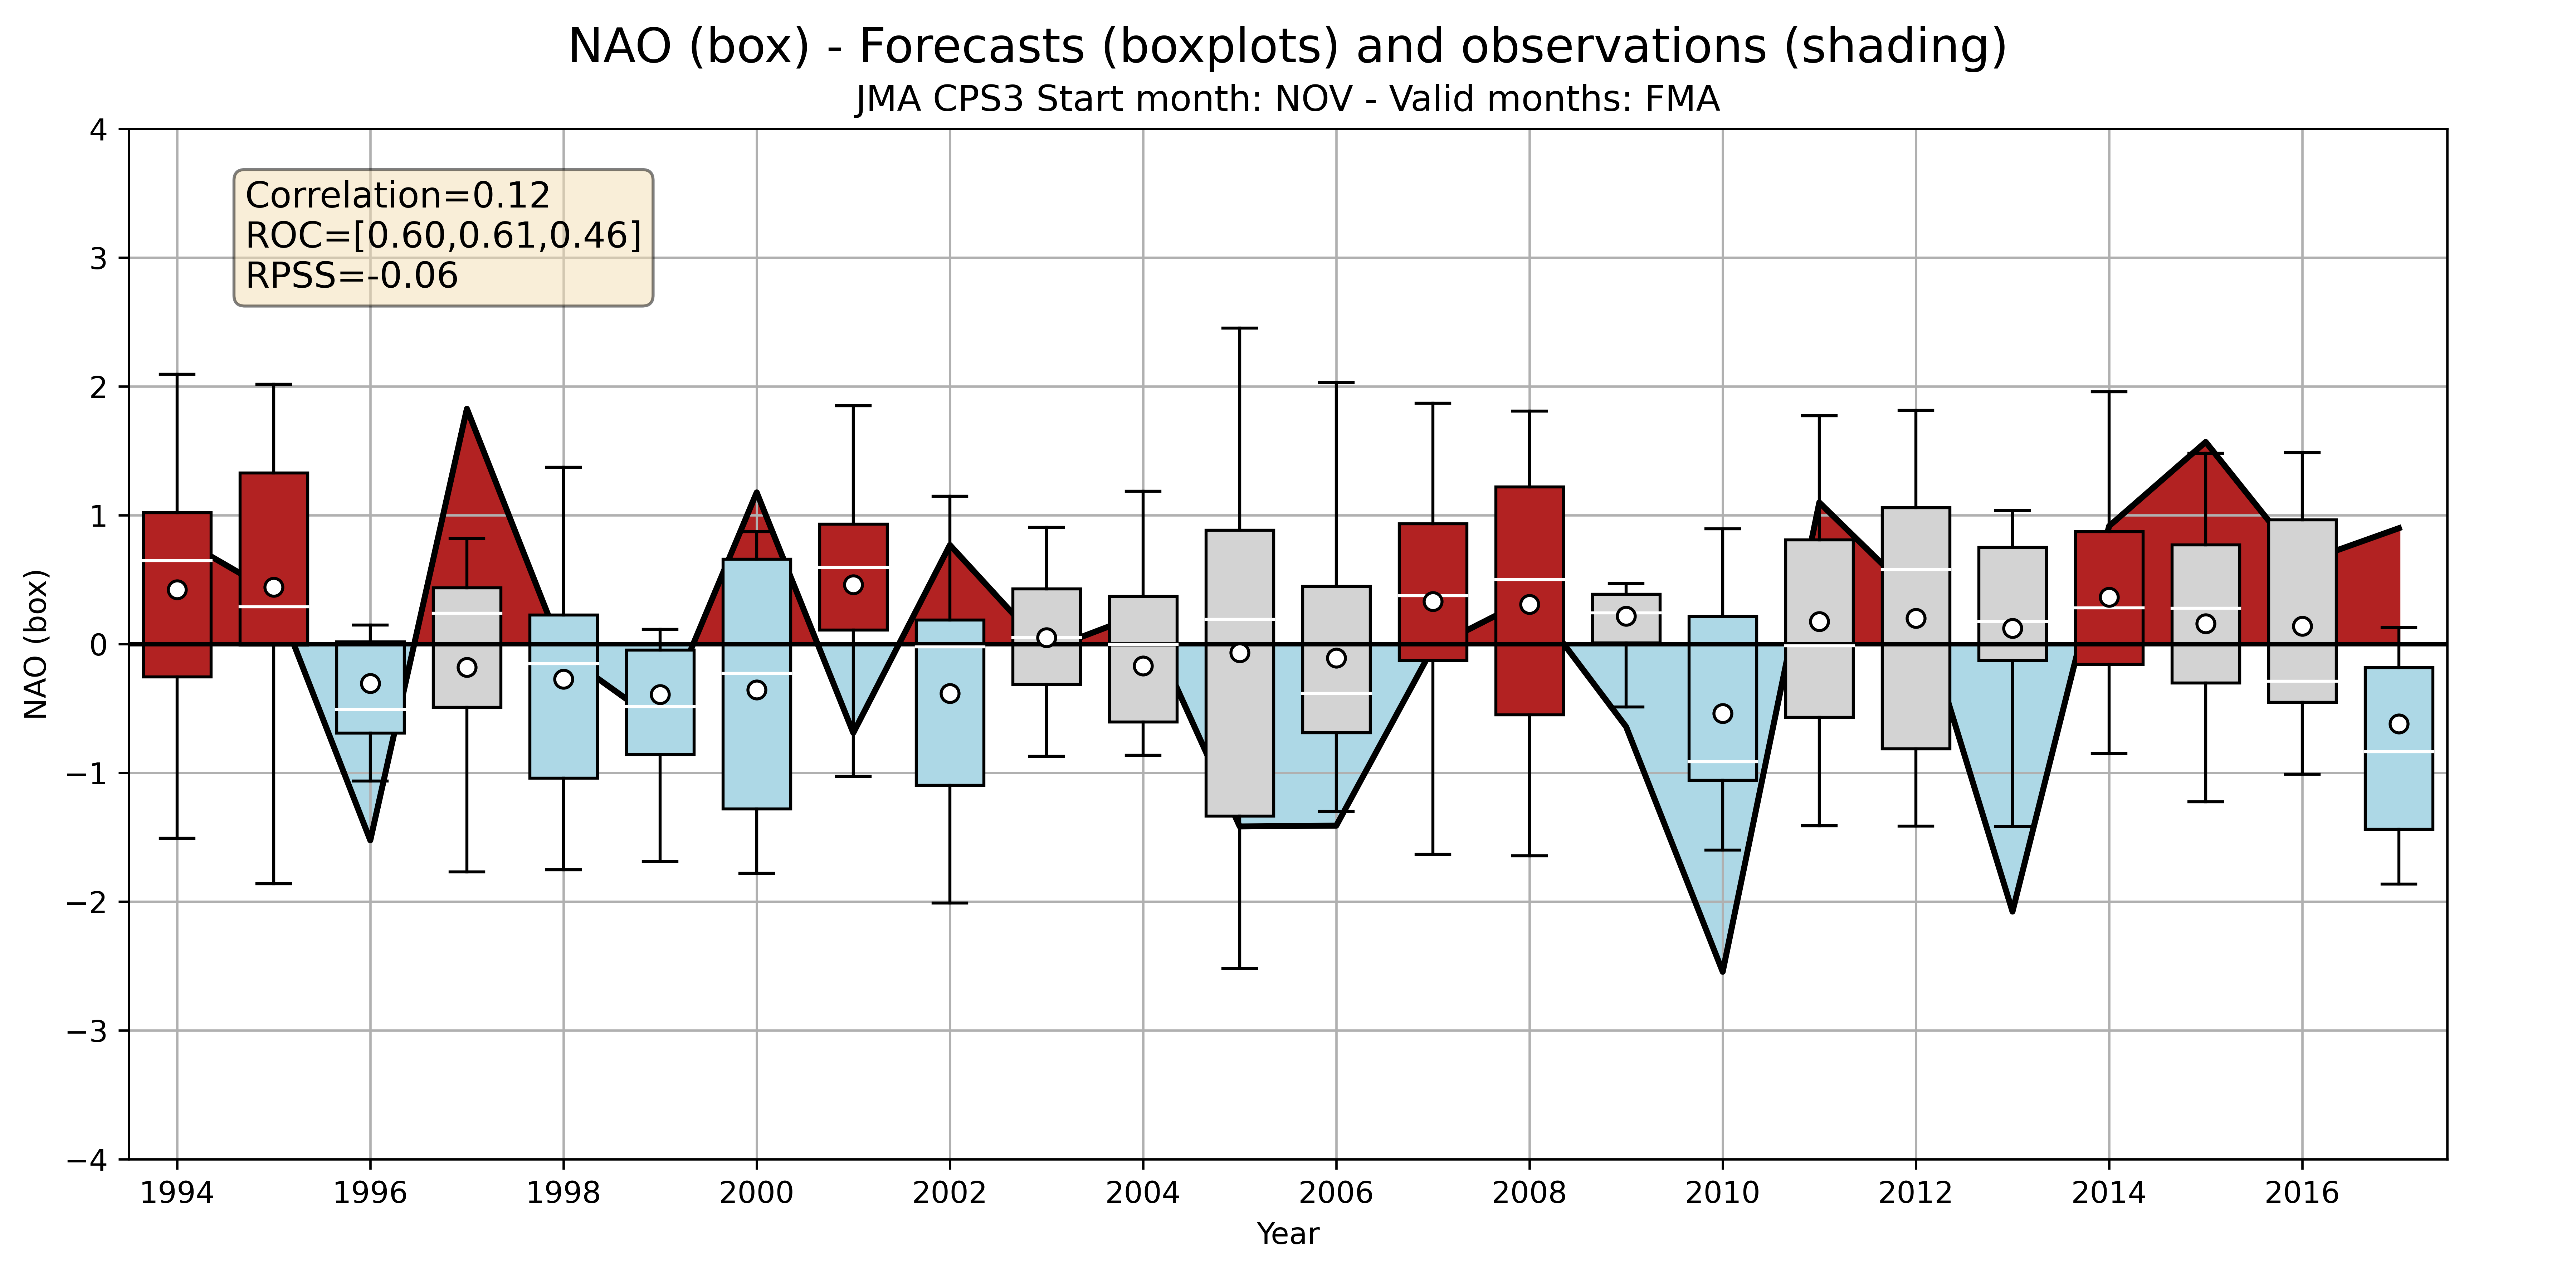 NAO (box) - Forecasts (boxplots) and observations (shading)
JMA CPS3 Start month: NOV - Valid months: FMA
Correlation=0.12
ROC=[0.60,0.61,0.46]
RPSS=-0.06
NAO (box)
4
3
2
1
0
−1
−2
−3
−4
1994 1996 1998 2000 2002 2004 2006 2008 2010 2012 2014 2016
Year